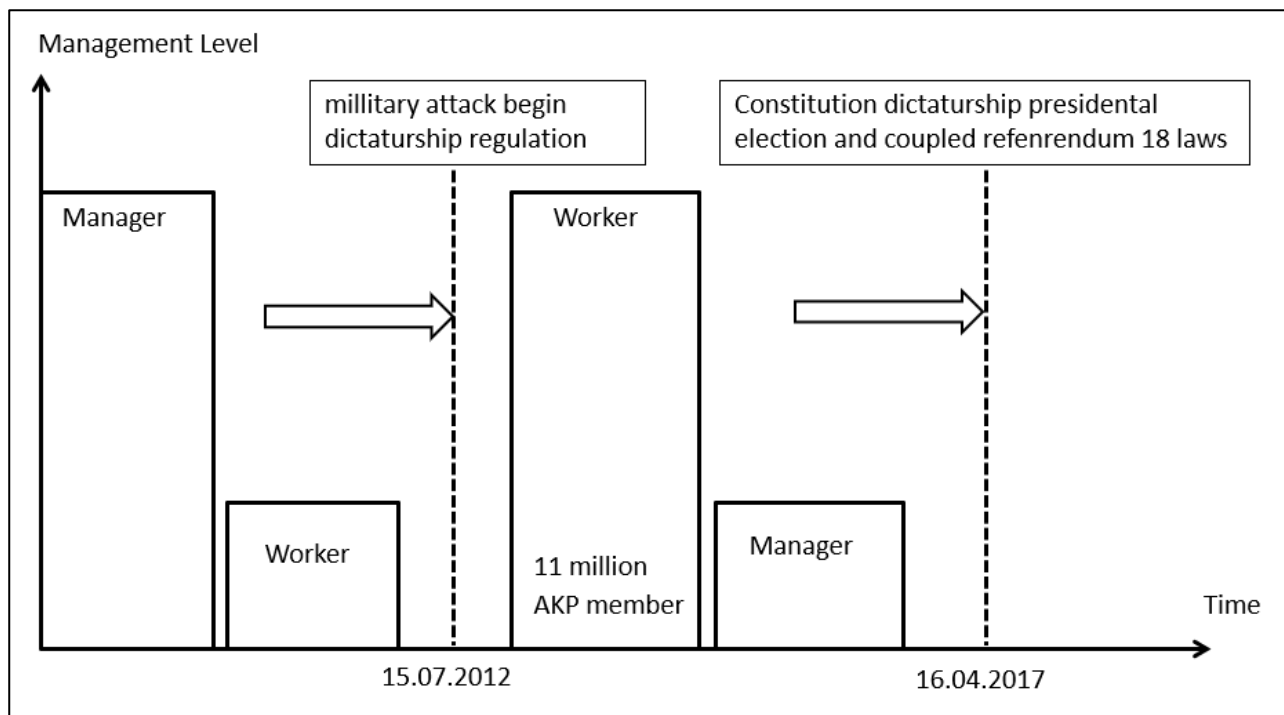 Management Level
millitary attack begin
dictaturship regulation
Constitution dictaturship presidental
election and coupled refenrendum 18 laws
Manager
Worker
Worker
11 million
AKP member
Manager
Time
15.07.2012
16.04.2017